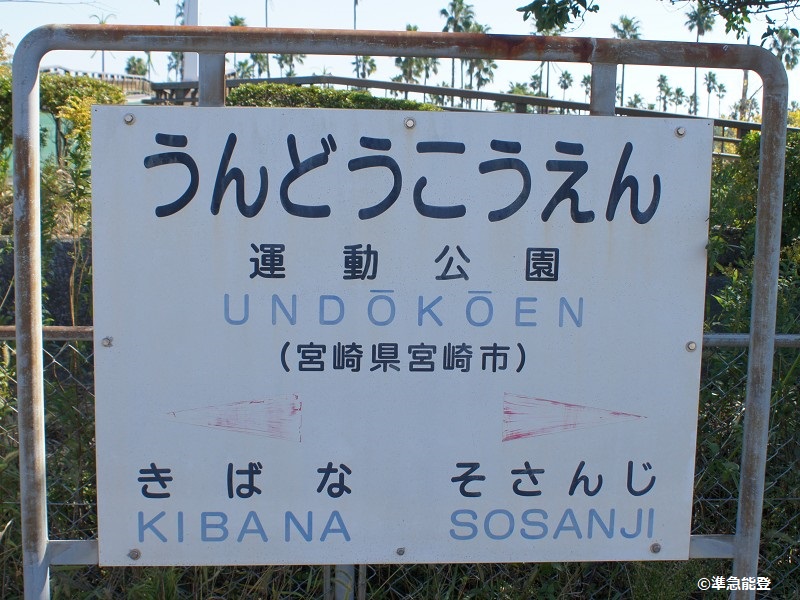 うんどうこうえん
運動公園
UNDŌKŌEN
(宮崎県宮崎市)
きばな そさんじ
KIBANA SOSANJI
©準急能登